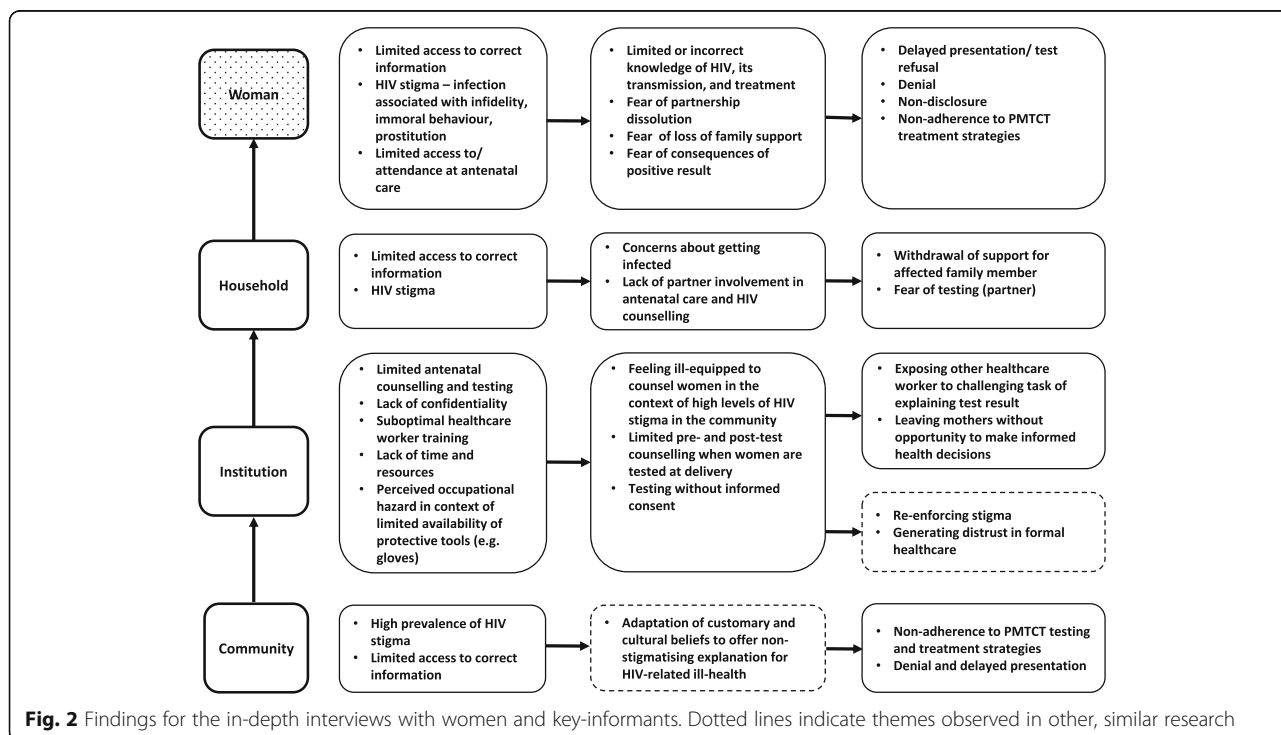 Woman
• Limited access to correct
information
• HIV stigma – infection
associated with infidelity,
immoral behaviour,
prostitution
• Limited access to/
attendance at antenatal
care
• Limited or incorrect
knowledge of HIV, its
transmission, and treatment
• Fear of partnership
dissolution
• Fear of loss of family support
• Fear of consequences of
positive result
• Delayed presentation/ test
refusal
• Denial
• Non-disclosure
• Non-adherence to PMTCT
treatment strategies
Household
• Limited access to correct
information
• HIV stigma
• Concerns about getting
infected
• Lack of partner involvement in
antenatal care and HIV
counselling
• Withdrawal of support for
affected family member
• Fear of testing (partner)
Institution
• Limited antenatal
counselling and testing
• Lack of confidentiality
• Suboptimal healthcare
worker training
• Lack of time and
resources
• Perceived occupational
hazard in context of
limited availability of
protective tools (e.g.
gloves)
• Feeling ill-equipped to
counsel women in the
context of high levels of HIV
stigma in the community
• Limited pre- and post-test
counselling when women are
tested at delivery
• Testing without informed
consent
• Exposing other healthcare
worker to challenging task of
explaining test result
• Leaving mothers without
opportunity to make informed
health decisions
• Re-enforcing stigma
• Generating distrust in formal
healthcare
Community
• High prevalence of HIV
stigma
• Limited access to correct
information
• Adaptation of customary and
cultural beliefs to offer non-
stigmatising explanation for
HIV-related ill-health
• Non-adherence to PMTCT testing
and treatment strategies
• Denial and delayed presentation
Fig. 2 Findings for the in-depth interviews with women and key-informants. Dotted lines indicate themes observed in other, similar research